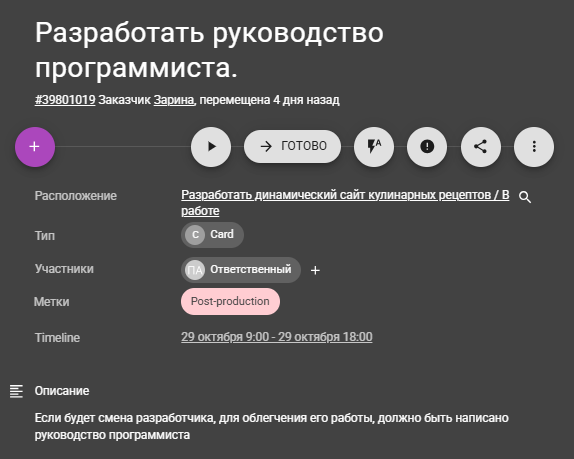 Разработать руководство
программиста.
#39801019 Заказчик Зарина, перемещена 4 дня назад
ГОТОВО
A
Расположение
Разработать динамический сайт кулинарных рецептов / В
работе
Тип
C Card
Участники
ПА Ответственный
Метки
Post-production
Timeline
29 октября 9:00 - 29 октября 18:00
Описание
Если будет смена разработчика, для облегчения его работы, должно быть написано
руководство программиста